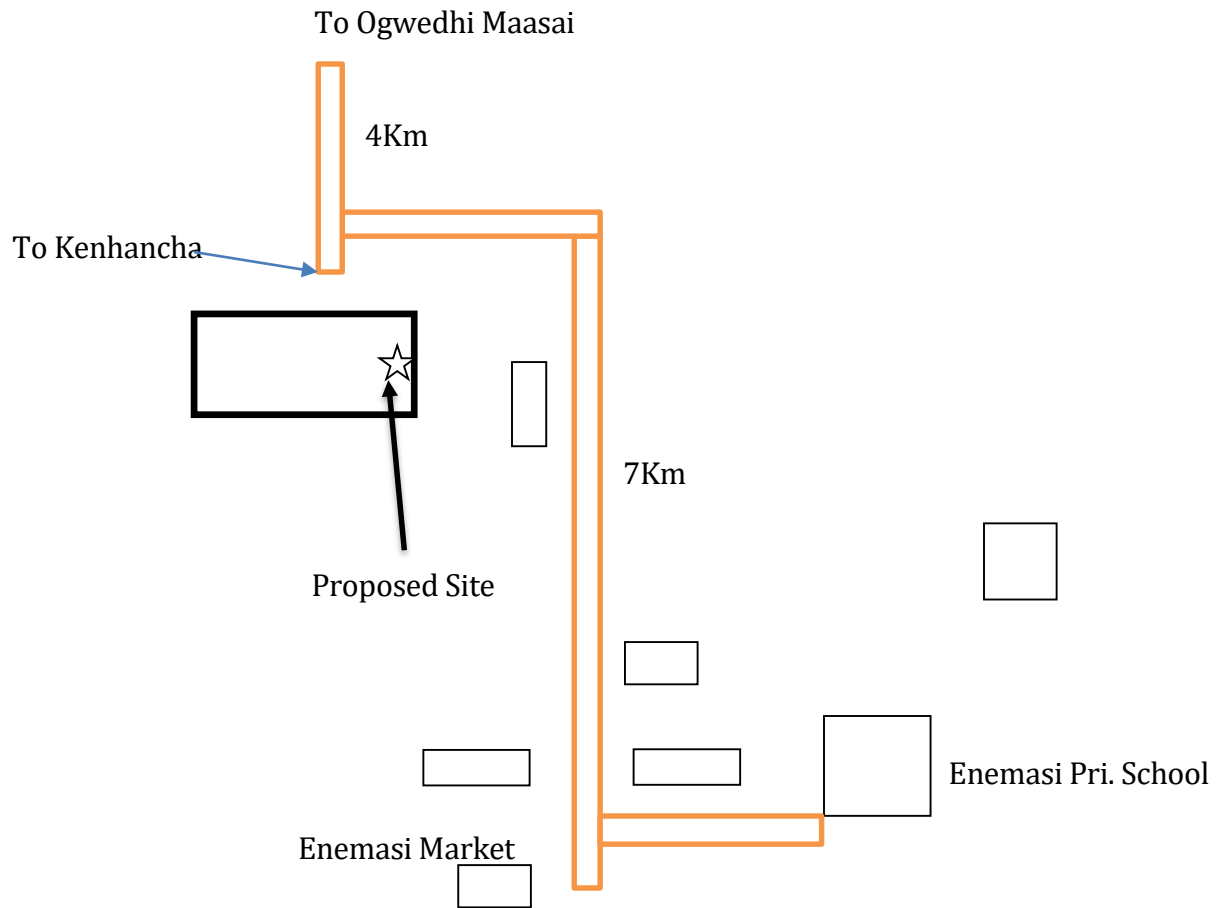 To Ogwedhi Maasai
4Km
To Kenhancha
7Km
Proposed Site
Enemasi Pri. School
Enemasi Market